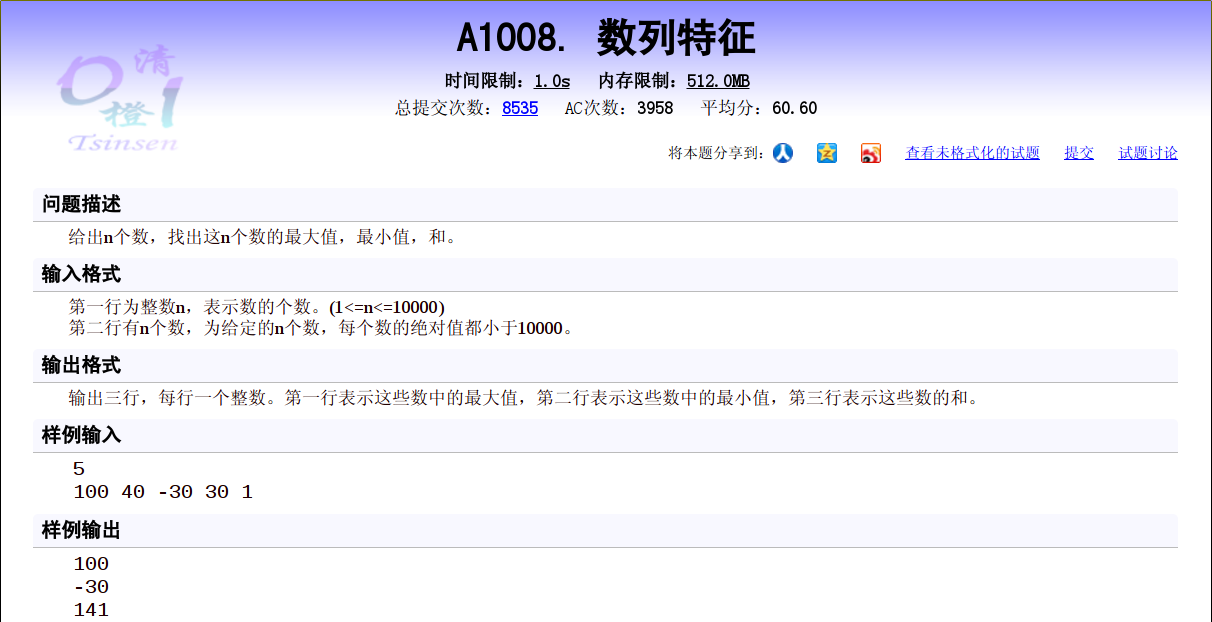 A1008. 数列特征
时间限制：1.0s 内存限制：512.0MB
总提交次数：8535 AC次数：3958 平均分：60.60
清
橙
Tsinsen
将本题分享到： 查看未格式化的试题 提交 试题讨论
问题描述
给出n个数，找出这n个数的最大值，最小值，和。
输入格式
第一行为整数n，表示数的个数。(1<=n<=10000)
第二行有n个数，为给定的n个数，每个数的绝对值都小于10000。
输出格式
输出三行，每行一个整数。第一行表示这些数中的最大值，第二行表示这些数中的最小值，第三行表示这些数的和。
样例输入
5
100 40 -30 30 1
样例输出
100
-30
141